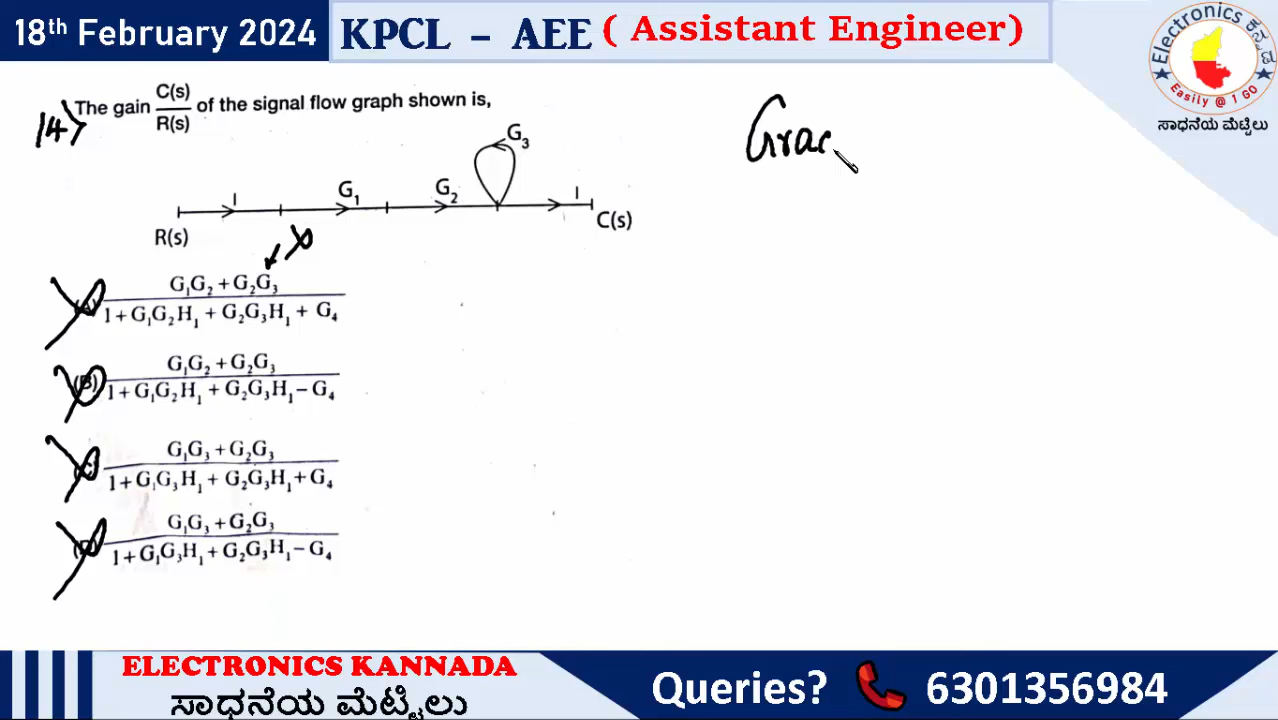 18th February 2024
KPCL - AEE ( Assistant Engineer)
Electronics ಕನ್ನಡ
Easily @ 1 GO
ಸಾಧನೆಯ ಮೆಟ್ಟಿಲು
14) The gain C(s)/R(s) of the signal flow graph shown is,
Grac
G₃
1 G₁ G₂ 1
R(s) C(s)
(A) G₁G₂ + G₂G₃ / 1 + G₁G₂H₁ + G₂G₃H₁ + G₄
(B) G₁G₂ + G₂G₃ / 1 + G₁G₂H₁ + G₂G₃H₁ − G₄
(C) G₁G₃ + G₂G₃ / 1 + G₁G₃H₁ + G₂G₃H₁ + G₄
(D) G₁G₃ + G₂G₃ / 1 + G₁G₃H₁ + G₂G₃H₁ − G₄
ELECTRONICS KANNADA
ಸಾಧನೆಯ ಮೆಟ್ಟಿಲು
Queries? 6301356984